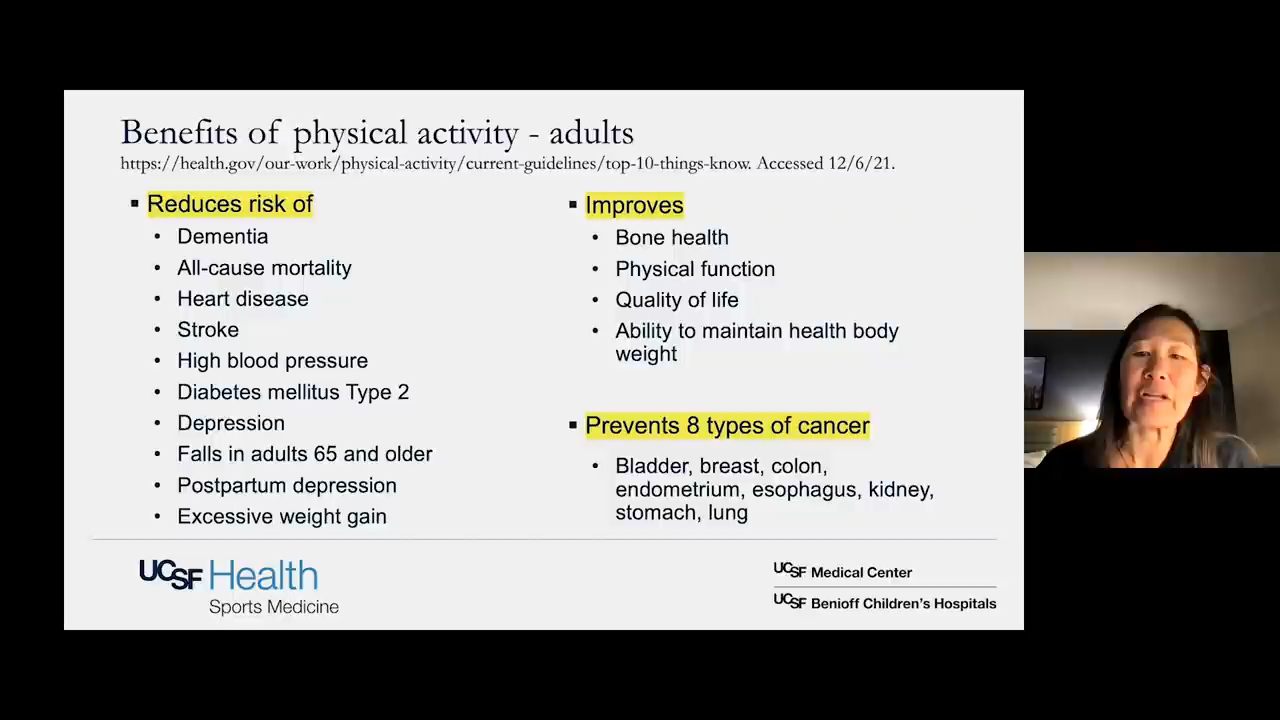 Benefits of physical activity - adults
https://health.gov/our-work/physical-activity/current-guidelines/top-10-things-know. Accessed 12/6/21.
▪ Reduces risk of
• Dementia
• All-cause mortality
• Heart disease
• Stroke
• High blood pressure
• Diabetes mellitus Type 2
• Depression
• Falls in adults 65 and older
• Postpartum depression
• Excessive weight gain
▪ Improves
• Bone health
• Physical function
• Quality of life
• Ability to maintain health body
weight
▪ Prevents 8 types of cancer
• Bladder, breast, colon,
endometrium, esophagus, kidney,
stomach, lung
UCSF Health
Sports Medicine
UCSF Medical Center
UCSF Benioff Children's Hospitals